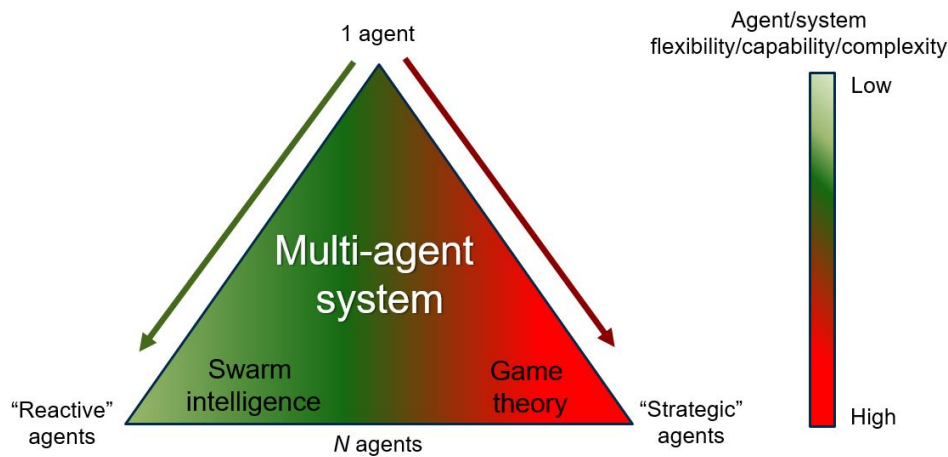 1 agent
Agent/system
flexibility/capability/complexity
Low
Multi-agent
system
Swarm
intelligence
Game
theory
“Reactive”
agents
N agents
“Strategic”
agents
High